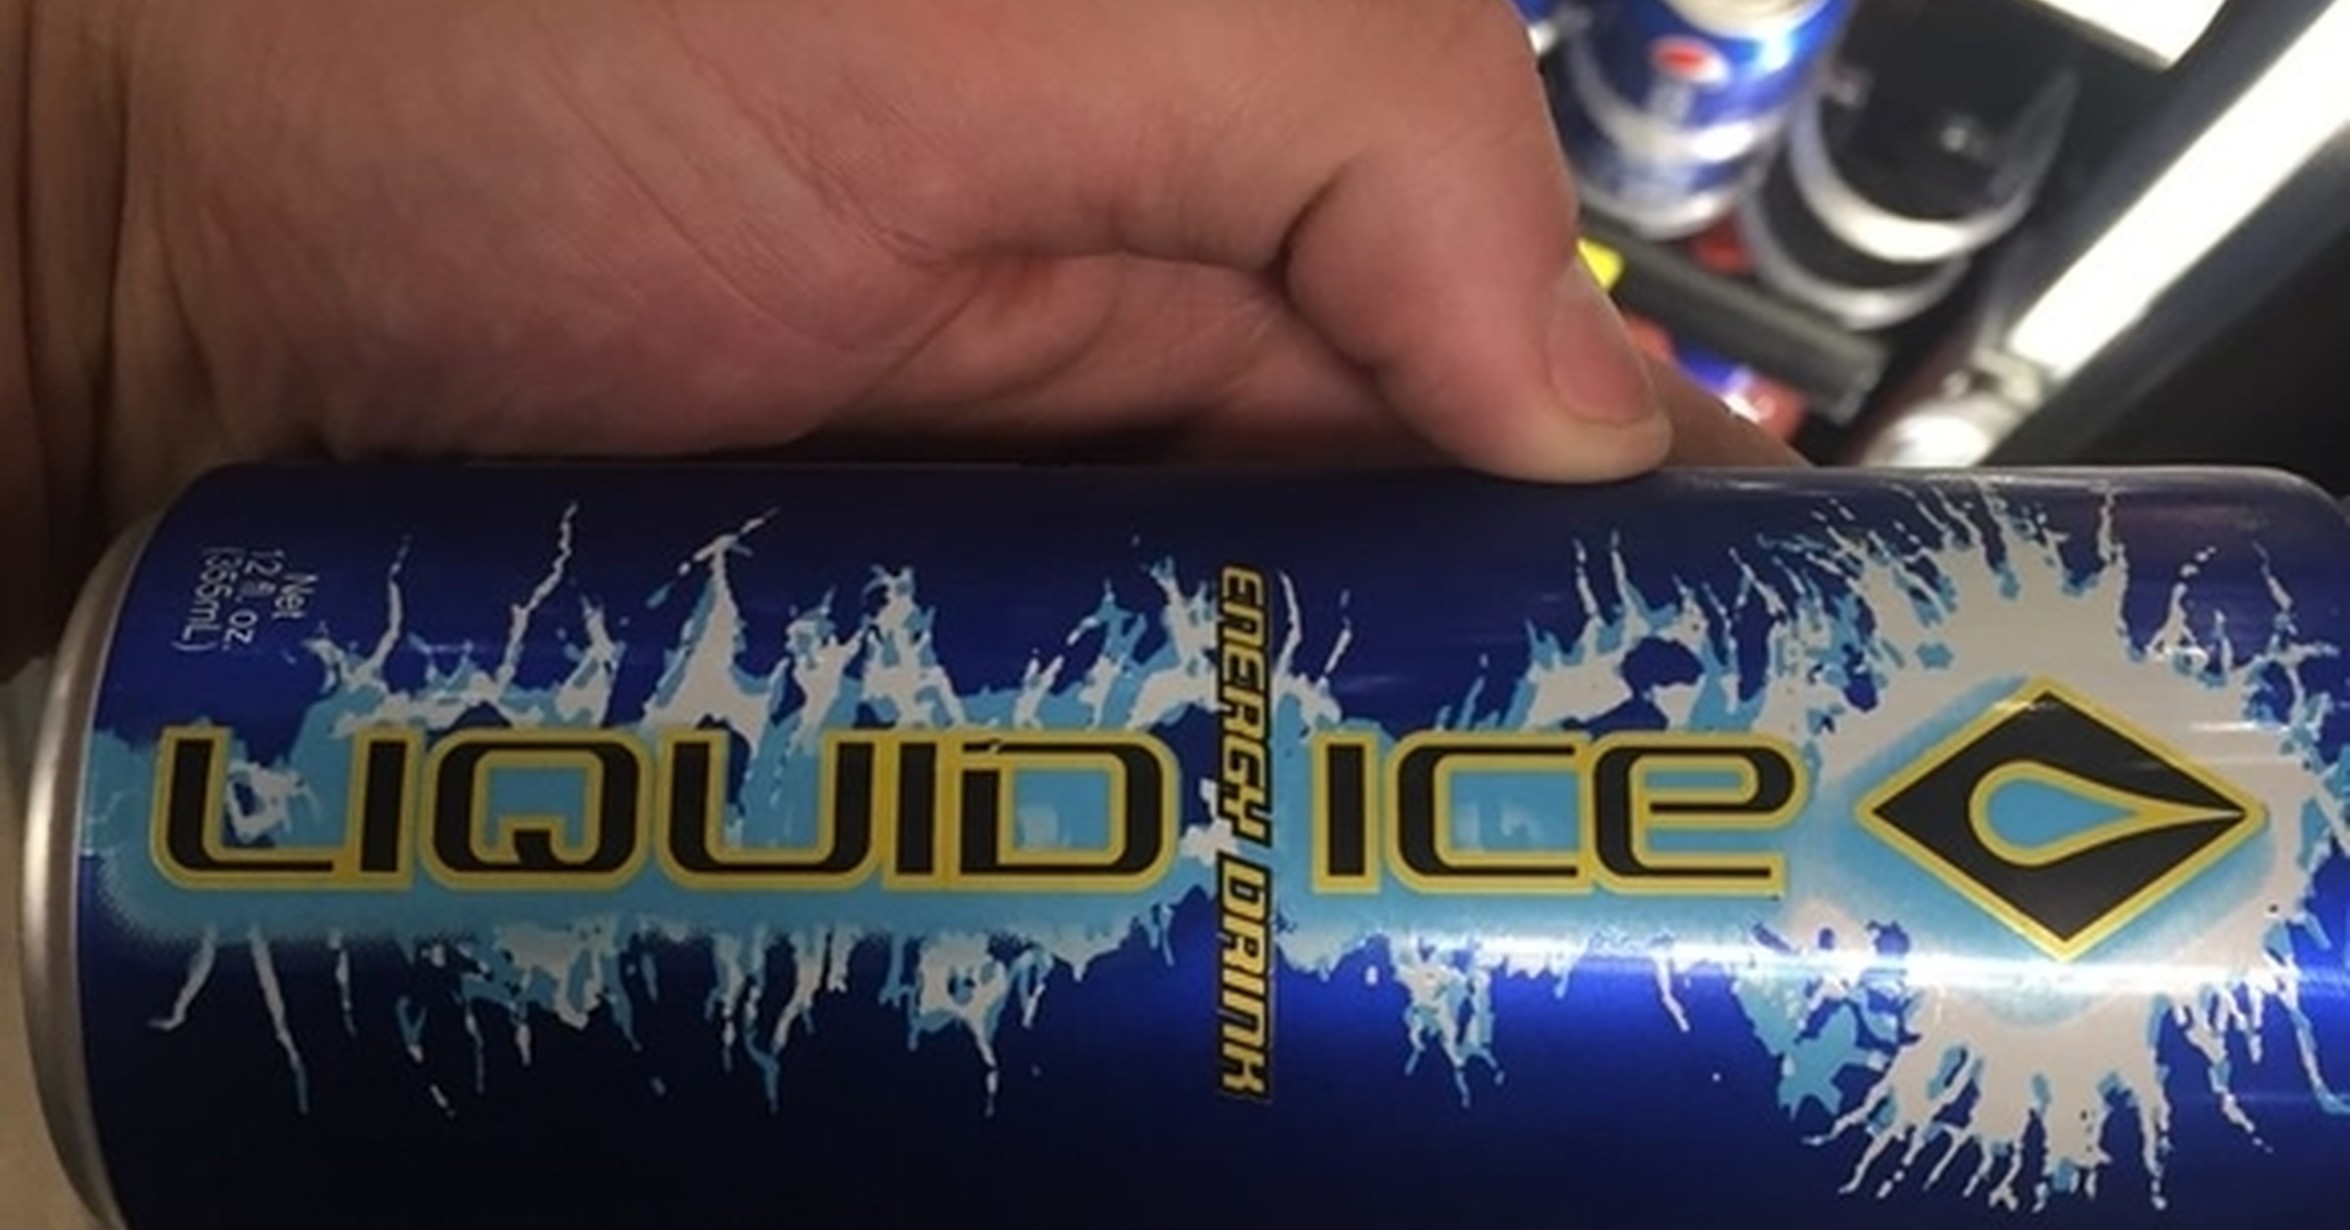 LIQUID ICE
ENERGY DRINK
Net
12 fl. oz.
(355mL)